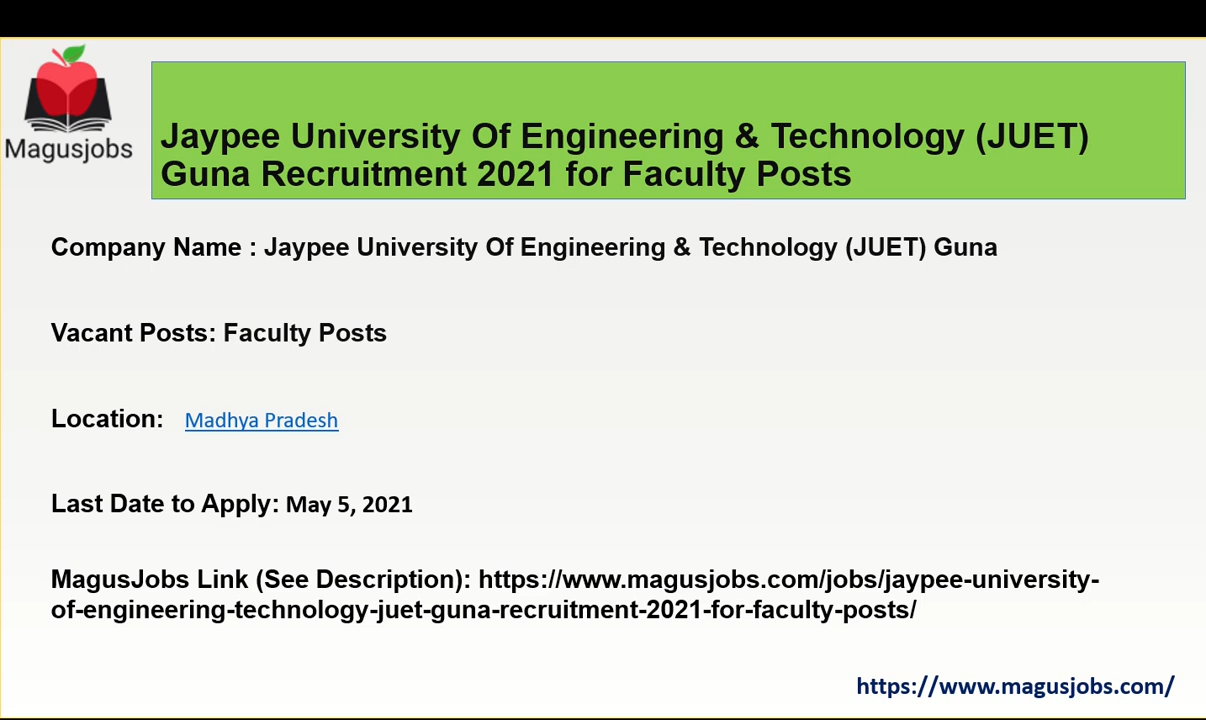 Magusjobs
Jaypee University Of Engineering & Technology (JUET)
Guna Recruitment 2021 for Faculty Posts
Company Name : Jaypee University Of Engineering & Technology (JUET) Guna
Vacant Posts: Faculty Posts
Location: Madhya Pradesh
Last Date to Apply: May 5, 2021
MagusJobs Link (See Description): https://www.magusjobs.com/jobs/jaypee-university-
of-engineering-technology-juet-guna-recruitment-2021-for-faculty-posts/
https://www.magusjobs.com/